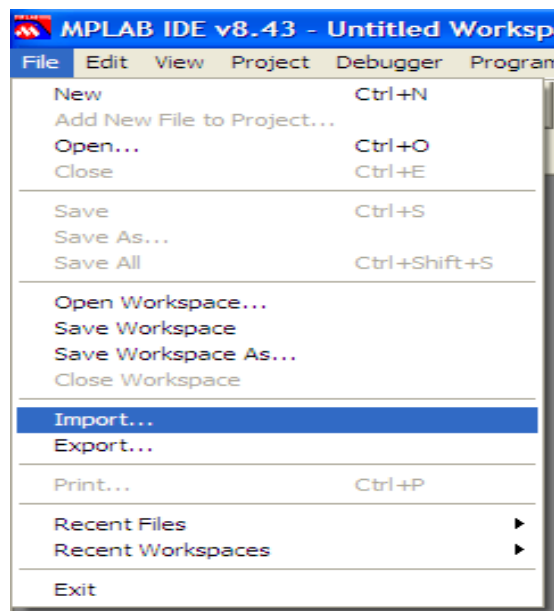 MPLAB IDE v8.43 - Untitled Worksp
File Edit View Project Debugger Program
New Ctrl+N
Add New File to Project...
Open... Ctrl+O
Close Ctrl+E
Save Ctrl+S
Save As...
Save All Ctrl+Shift+S
Open Workspace...
Save Workspace
Save Workspace As...
Close Workspace
Import...
Export...
Print... Ctrl+P
Recent Files
Recent Workspaces
Exit